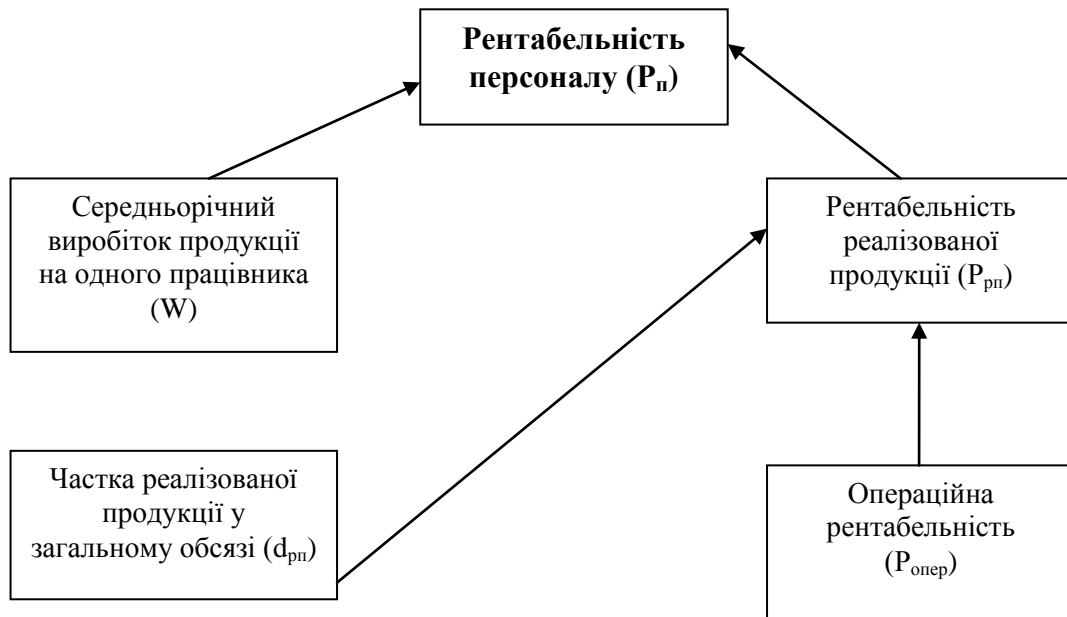 Рентабельність
персоналу (Рп)
Середньорічний
виробіток продукції
на одного працівника
(W)
Рентабельність
реалізованої
продукції (Ррп)
Частка реалізованої
продукції у
загальному обсязі (dрп)
Операційна
рентабельність
(Ропер)